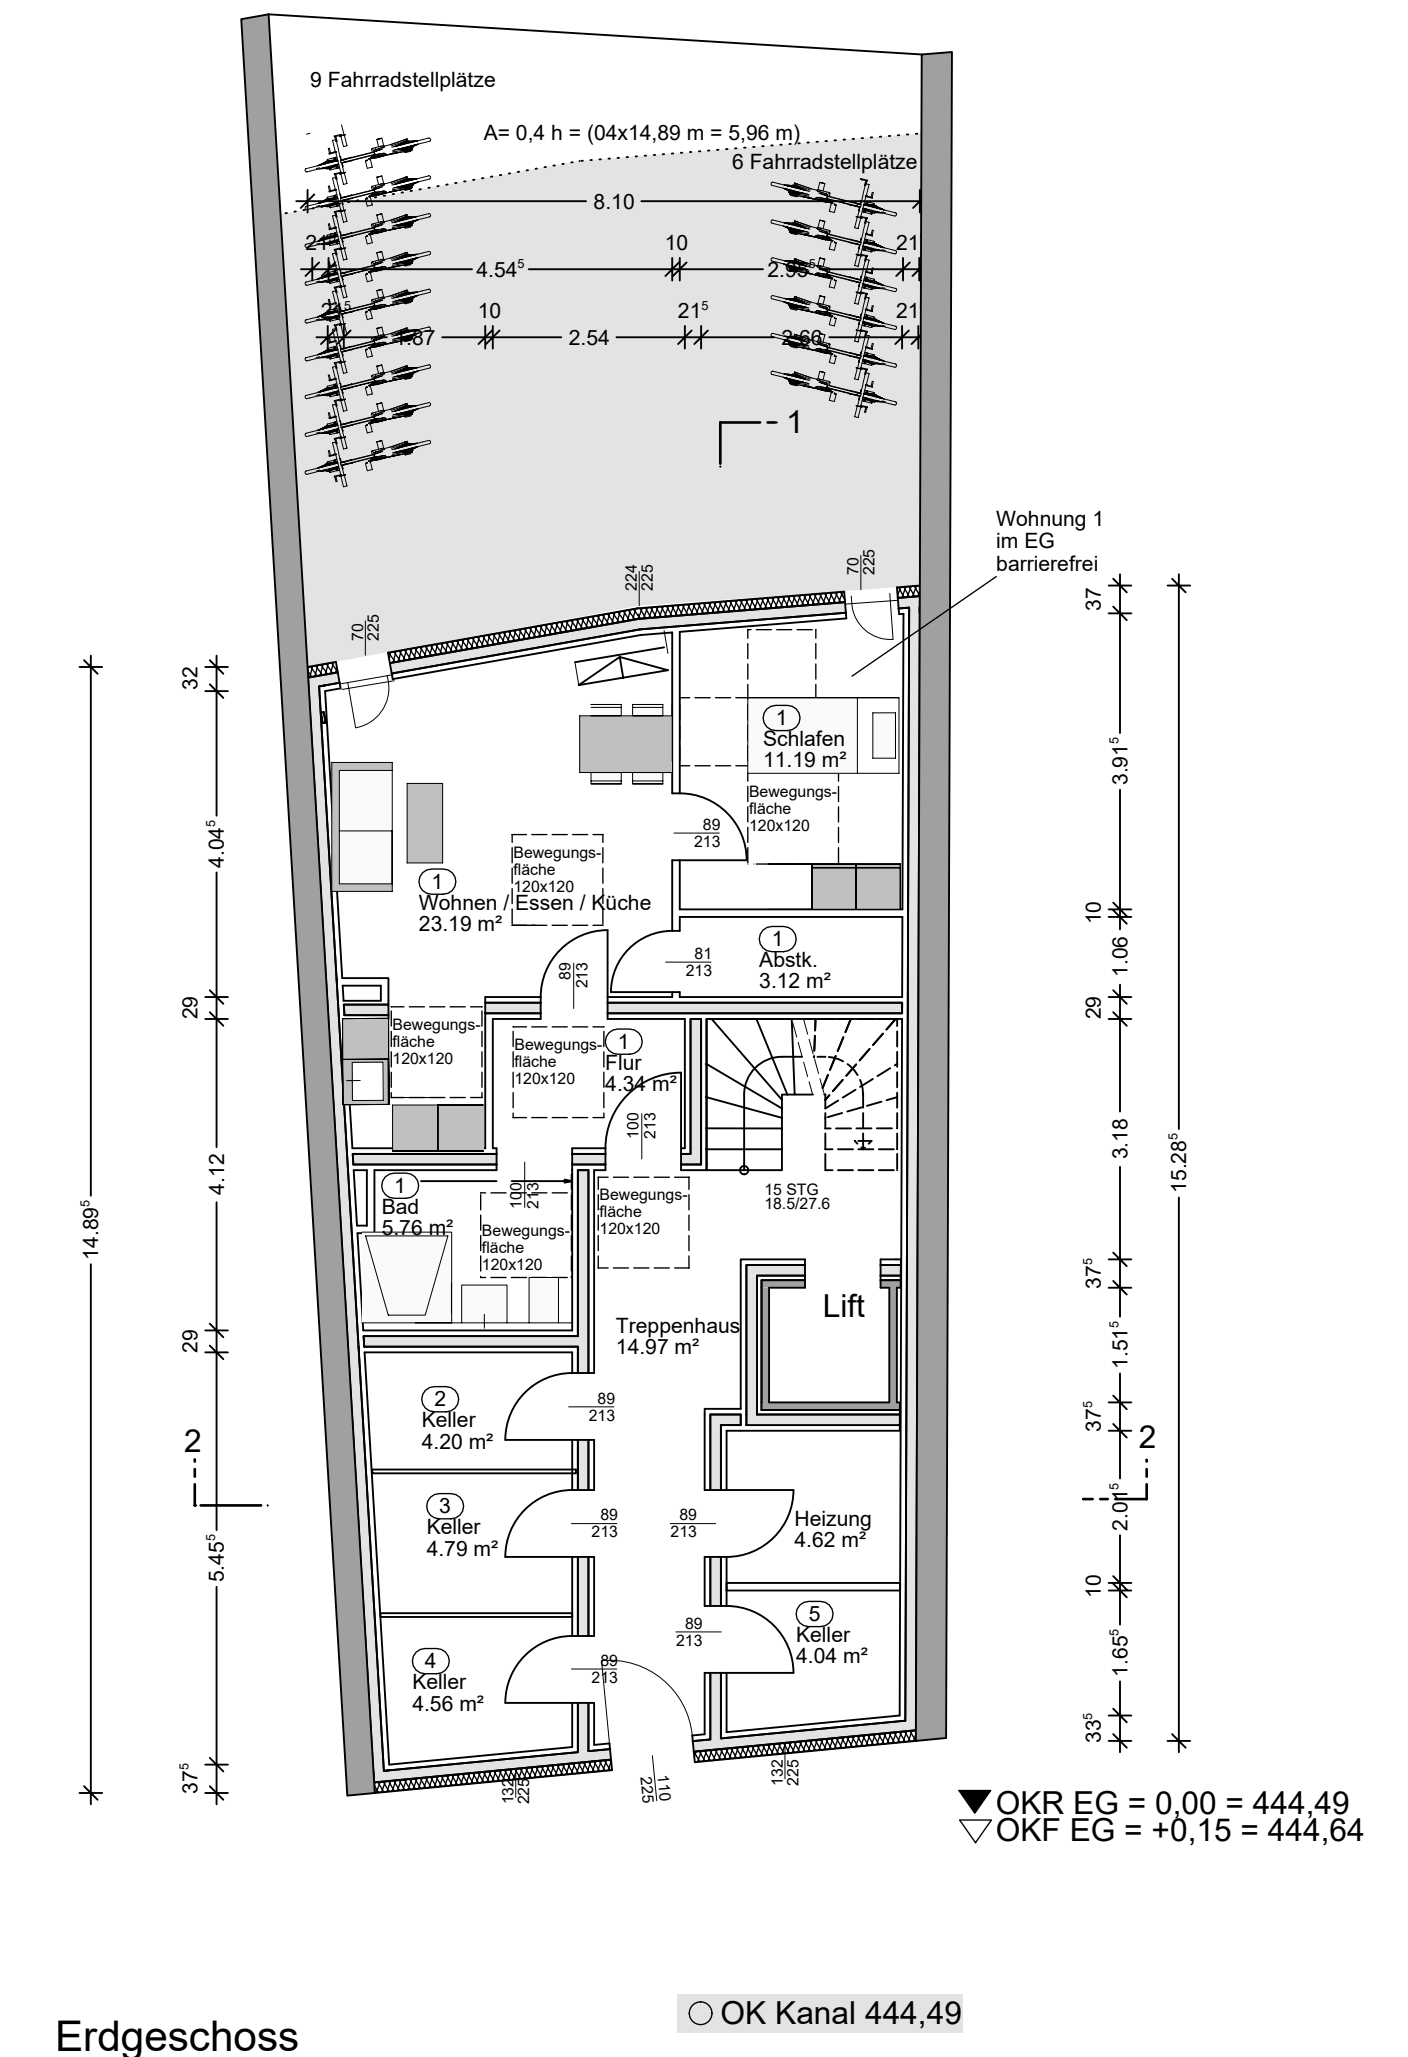 9 Fahrradstellplätze
A= 0,4 h = (04x14,89 m = 5,96 m)
6 Fahrradstellplätze
8.10
21
4.54⁵
10
2.95⁵
21
21⁵
1.87
10
2.54
21⁵
2.66
21
1
Wohnung 1
im EG
barrierefrei
70
225
224
225
70
225
37
32
1
Schlafen
11.19 m²
Bewegungs-
fläche
120x120
3.91⁵
4.04⁵
89
213
Bewegungs-
fläche
120x120
1
Wohnen / Essen / Küche
23.19 m²
10
1
Abstk.
3.12 m²
81
213
89
213
1.06
29
29
Bewegungs-
fläche
120x120
Bewegungs-
fläche
120x120
1
Flur
4.34 m²
100
213
3.18
15.28⁵
4.12
14.89⁵
1
Bad
5.76 m²
100
213
Bewegungs-
fläche
120x120
Bewegungs-
fläche
120x120
15 STG
18.5/27.6
37⁵
Lift
29
Treppenhaus
14.97 m²
1.51⁵
2
Keller
4.20 m²
89
213
37⁵
2
2
3
Keller
4.79 m²
89
213
89
213
Heizung
4.62 m²
2.01⁵
5.45⁵
10
5
Keller
4.04 m²
89
213
1.65⁵
4
Keller
4.56 m²
89
213
33⁵
37⁵
132
225
110
225
132
225
OKR EG = 0,00 = 444,49
OKF EG = +0,15 = 444,64
OK Kanal 444,49
Erdgeschoss